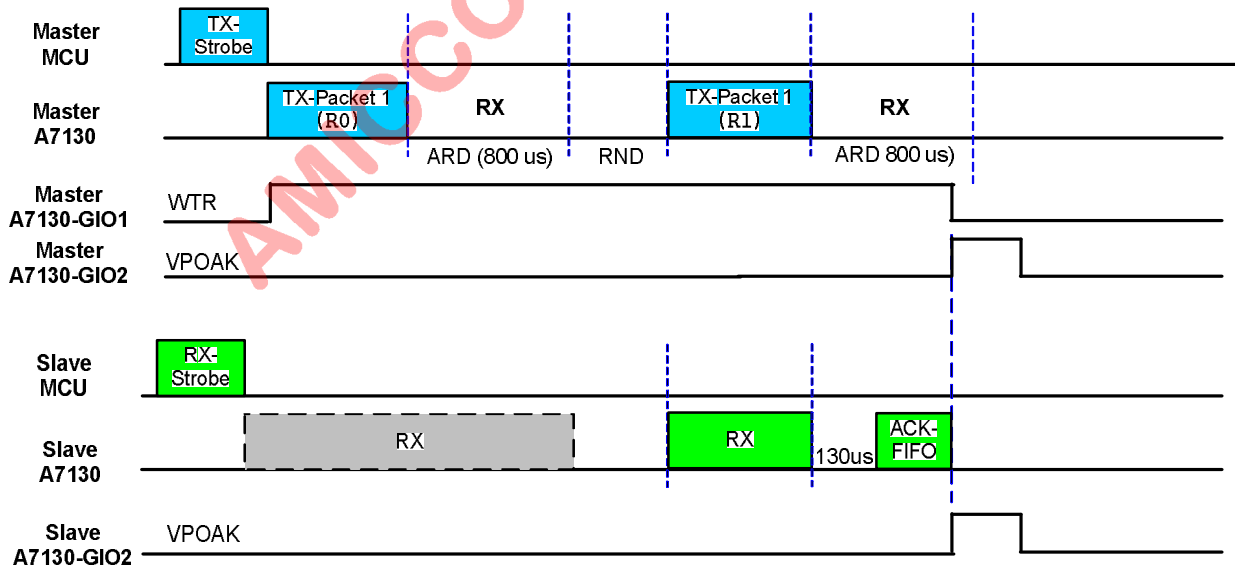 Master
MCU
TX-
Strobe
Master
A7130
TX-Packet 1
(R0)
RX
TX-Packet 1
(R1)
RX
ARD (800 us)
RND
ARD 800 us)
Master
A7130-GIO1
WTR
Master
A7130-GIO2
VPOAK
AMICCO
Slave
MCU
RX-
Strobe
Slave
A7130
RX
RX
130us
ACK-
FIFO
Slave
A7130-GIO2
VPOAK